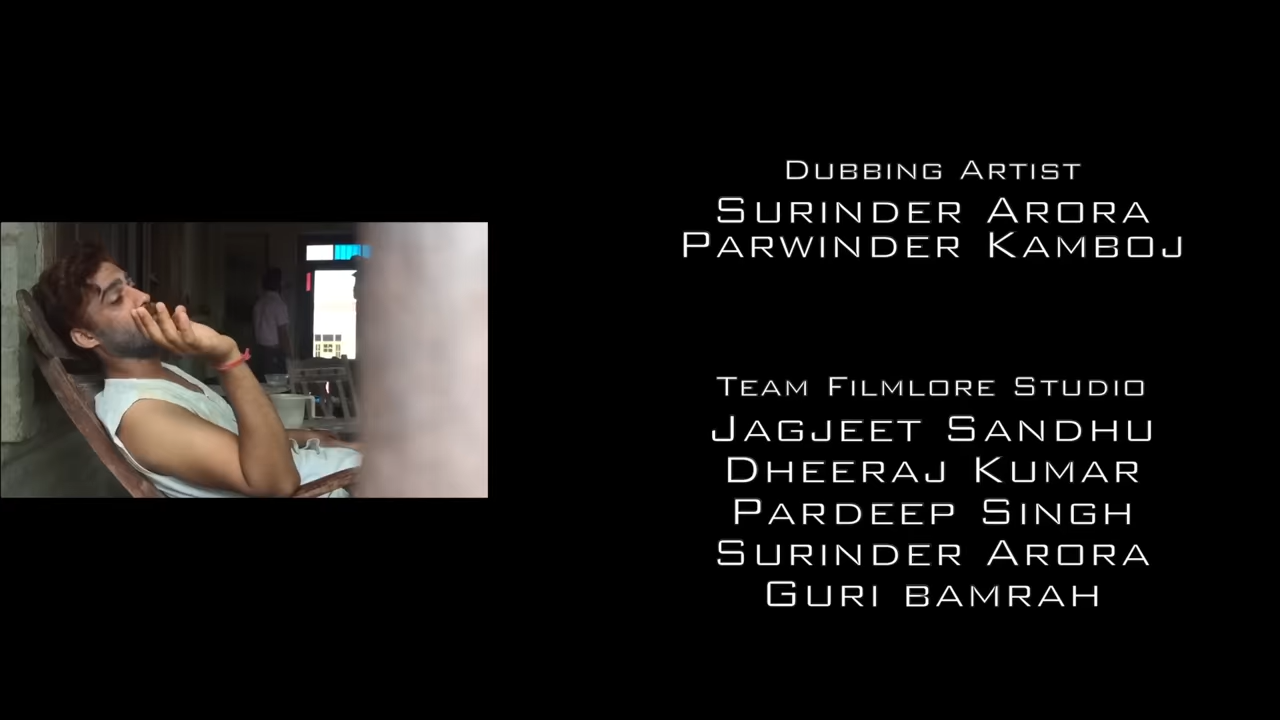 Dubbing Artist
Surinder Arora
Parwinder Kamboj
Team Filmlore Studio
Jagjeet Sandhu
Dheeraj Kumar
Pardeep Singh
Surinder Arora
Guri bamrah